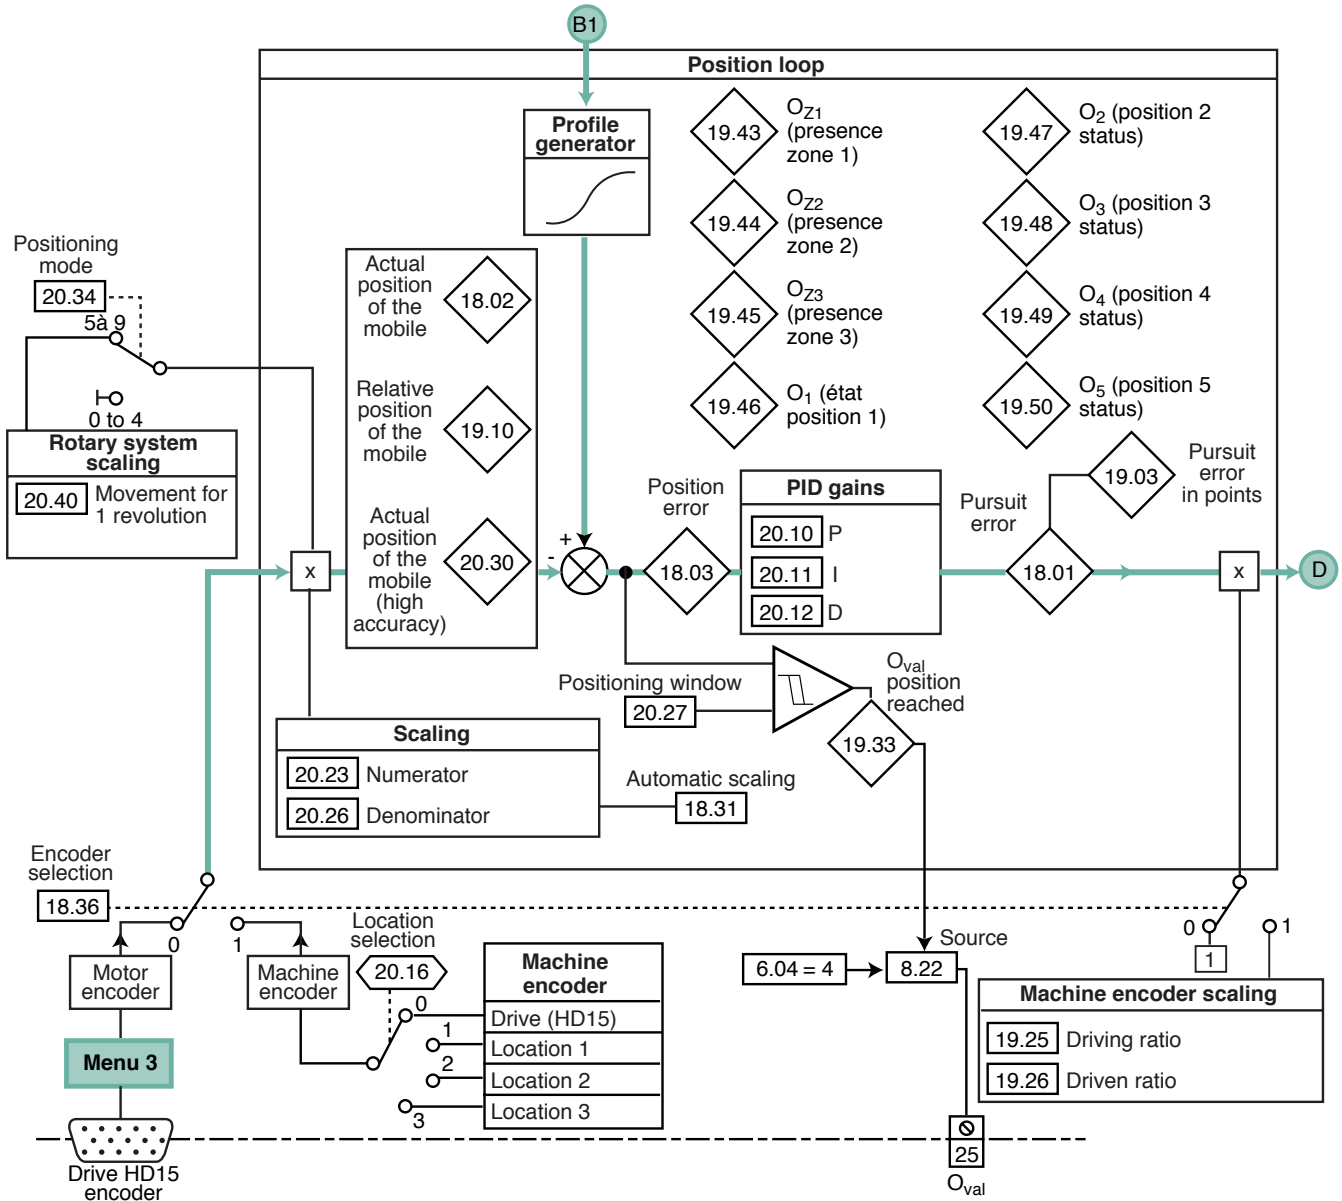 B1
Position loop
Profile
generator
19.43
OZ1
(presence
zone 1)
19.47
O2 (position 2
status)
19.44
OZ2
(presence
zone 2)
19.48
O3 (position 3
status)
19.45
OZ3
(presence
zone 3)
19.49
O4 (position 4
status)
19.46
O1 (état
position 1)
19.50
O5 (position 5
status)
Positioning
mode
20.34
5à 9
0 to 4
Rotary system
scaling
20.40
Movement for
1 revolution
Actual
position
of the
mobile
18.02
Relative
position
of the
mobile
19.10
Actual
position
of the
mobile
(high
accuracy)
20.30
x
+
-
Position
error
18.03
PID gains
20.10 P
20.11 I
20.12 D
Pursuit
error
18.01
19.03
Pursuit
error
in points
x
D
Positioning window
20.27
Oval
position
reached
19.33
Scaling
20.23 Numerator
20.26 Denominator
Automatic scaling
18.31
Encoder
selection
18.36
0
1
Motor
encoder
Machine
encoder
Menu 3
Drive HD15
encoder
Location
selection
20.16
0
1
2
3
Machine
encoder
Drive (HD15)
Location 1
Location 2
Location 3
6.04 = 4
8.22
Source
25
Oval
0
1
1
Machine encoder scaling
19.25 Driving ratio
19.26 Driven ratio